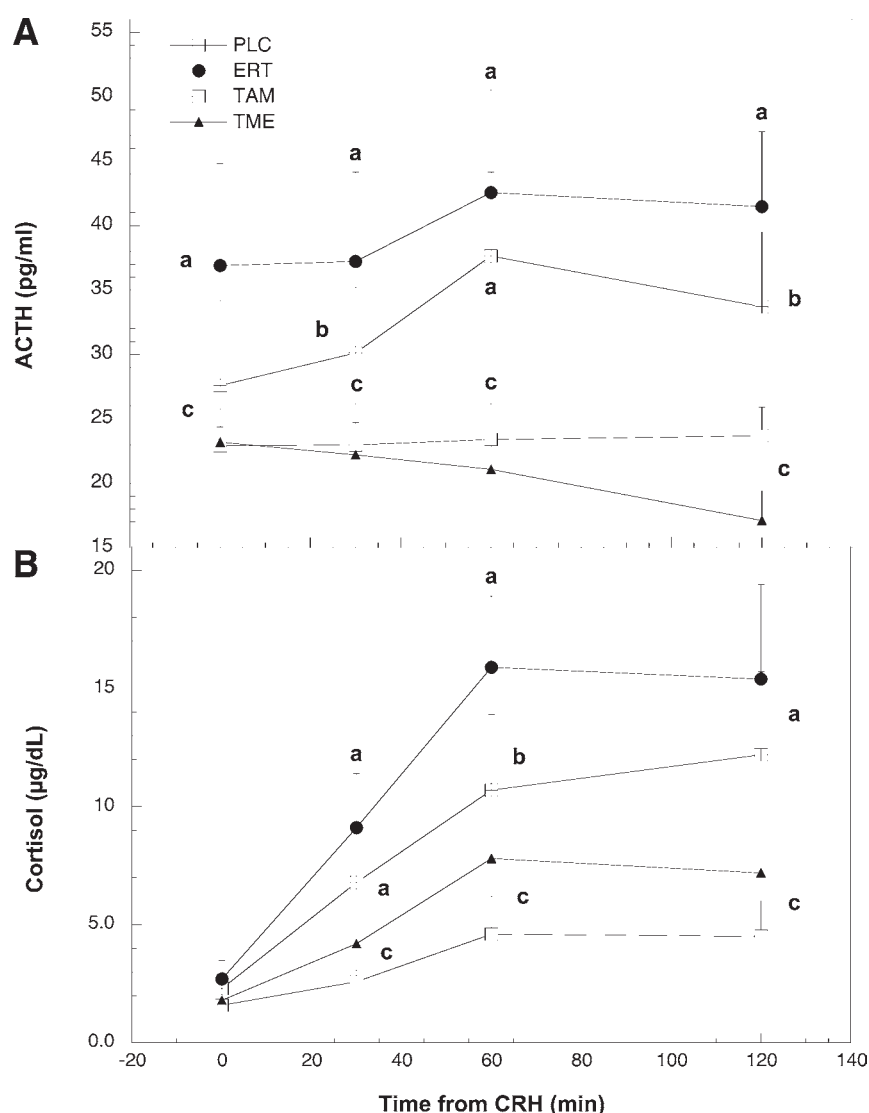 A
55
50
45
40
35
30
25
20
15
ACTH (pg/ml)
PLC
ERT
TAM
TME
a
a
a
a
b
a
b
c
c
c
c
B
20
15
10
5.0
0.0
Cortisol (µg/dL)
a
a
a
b
a
c
c
c
-20
0
20
40
60
80
100
120
140
Time from CRH (min)